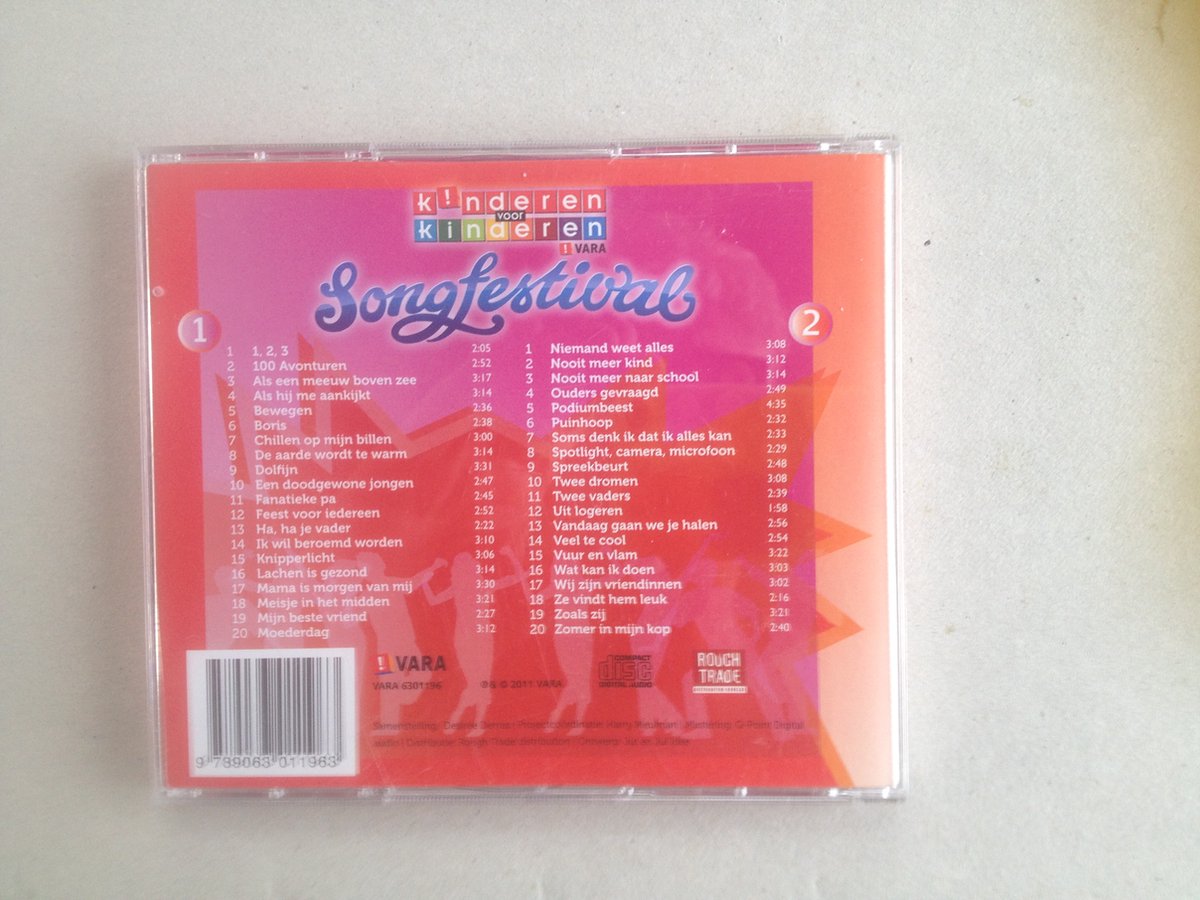 k!nderen
voor
kinderen
! VARA
Songfestival
1
1 1, 2, 3 2:05
2 100 Avonturen 2:52
3 Als een meeuw boven zee 3:17
4 Als hij me aankijkt 3:14
5 Bewegen 2:36
6 Boris 2:38
7 Chillen op mijn billen 3:00
8 De aarde wordt te warm 3:14
9 Dolfijn 3:31
10 Een doodgewone jongen 2:47
11 Fanatieke pa 2:45
12 Feest voor iedereen 2:52
13 Ha, ha je vader 2:22
14 Ik wil beroemd worden 3:10
15 Knipperlicht 3:06
16 Lachen is gezond 3:14
17 Mama is morgen van mij 3:30
18 Meisje in het midden 3:21
19 Mijn beste vriend 2:27
20 Moederdag 3:12
2
1 Niemand weet alles 3:08
2 Nooit meer kind 3:12
3 Nooit meer naar school 3:14
4 Ouders gevraagd 2:49
5 Podiumbeest 4:35
6 Puinhoop 2:32
7 Soms denk ik dat ik alles kan 2:33
8 Spotlight, camera, microfoon 2:29
9 Spreekbeurt 2:48
10 Twee dromen 3:08
11 Twee vaders 2:39
12 Uit logeren 1:58
13 Vandaag gaan we je halen 2:56
14 Veel te cool 2:54
15 Vuur en vlam 3:22
16 Wat kan ik doen 3:03
17 Wij zijn vriendinnen 3:02
18 Ze vindt hem leuk 2:16
19 Zoals zij 3:21
20 Zomer in mijn kop 2:40
! VARA
VARA 6301196
℗& © 2011 VARA
COMPACT
disc
DIGITAL AUDIO
ROUGH
TRADE
Samenstelling: | Projectcoördinatie: Harry | Mastering: Q-Point Digital
audio | Distributie: Rough Trade distribution | Ontwerp:
9 789063 011963